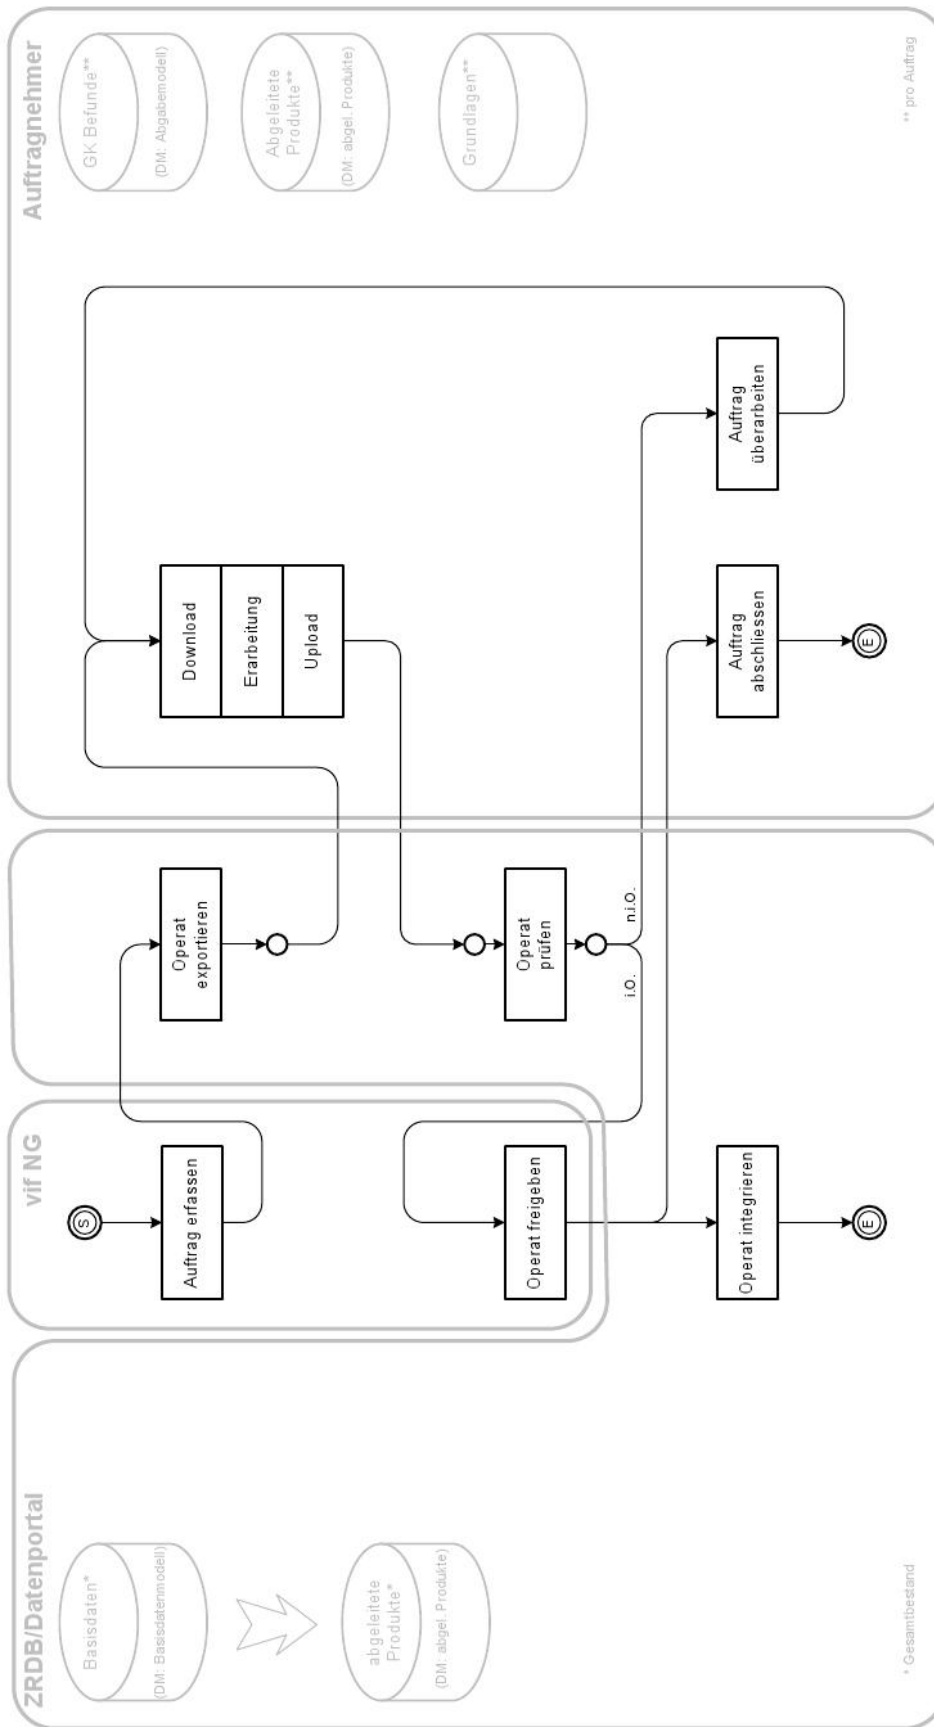 ZRDB/Datenportal
Basisdaten*
(DM: Basisdatenmodell)
abgeleitete
Produkte*
(DM: abgel. Produkte)
* Gesamtbestand
vif NG
S
Auftrag erfassen
Operat freigeben
Operat integrieren
E
Operat
exportieren
Operat
prüfen
i.O.
n.i.O.
Auftragnehmer
Download
Erarbeitung
Upload
Auftrag
abschliessen
E
Auftrag
überarbeiten
GK Befunde**
(DM: Abgabemodell)
Abgeleitete
Produkte**
(DM: abgel. Produkte)
Grundlagen**
** pro Auftrag